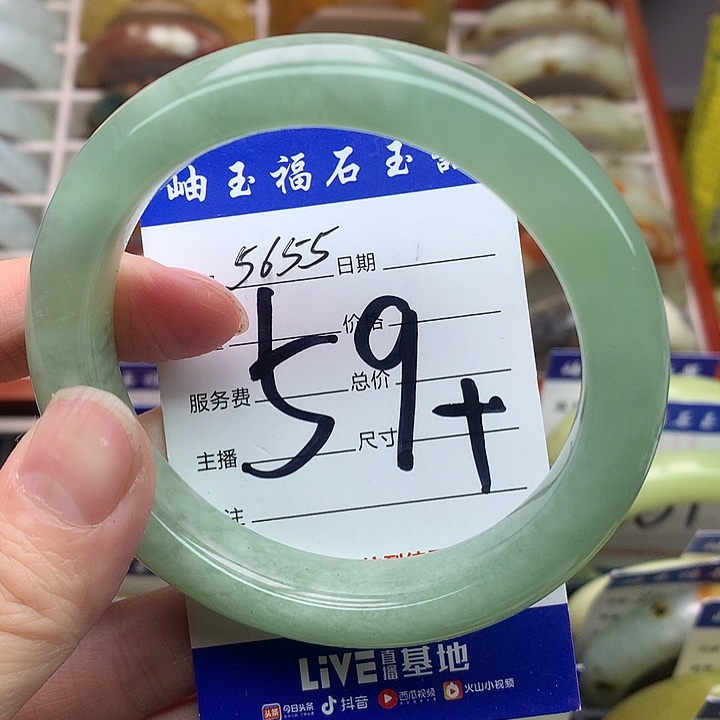 岫玉福石玉
5655 日期
价格
59+
服务费 总价
主播 尺寸
注
LiVE直播基地
今日头条 抖音 西瓜视频 火山小视频